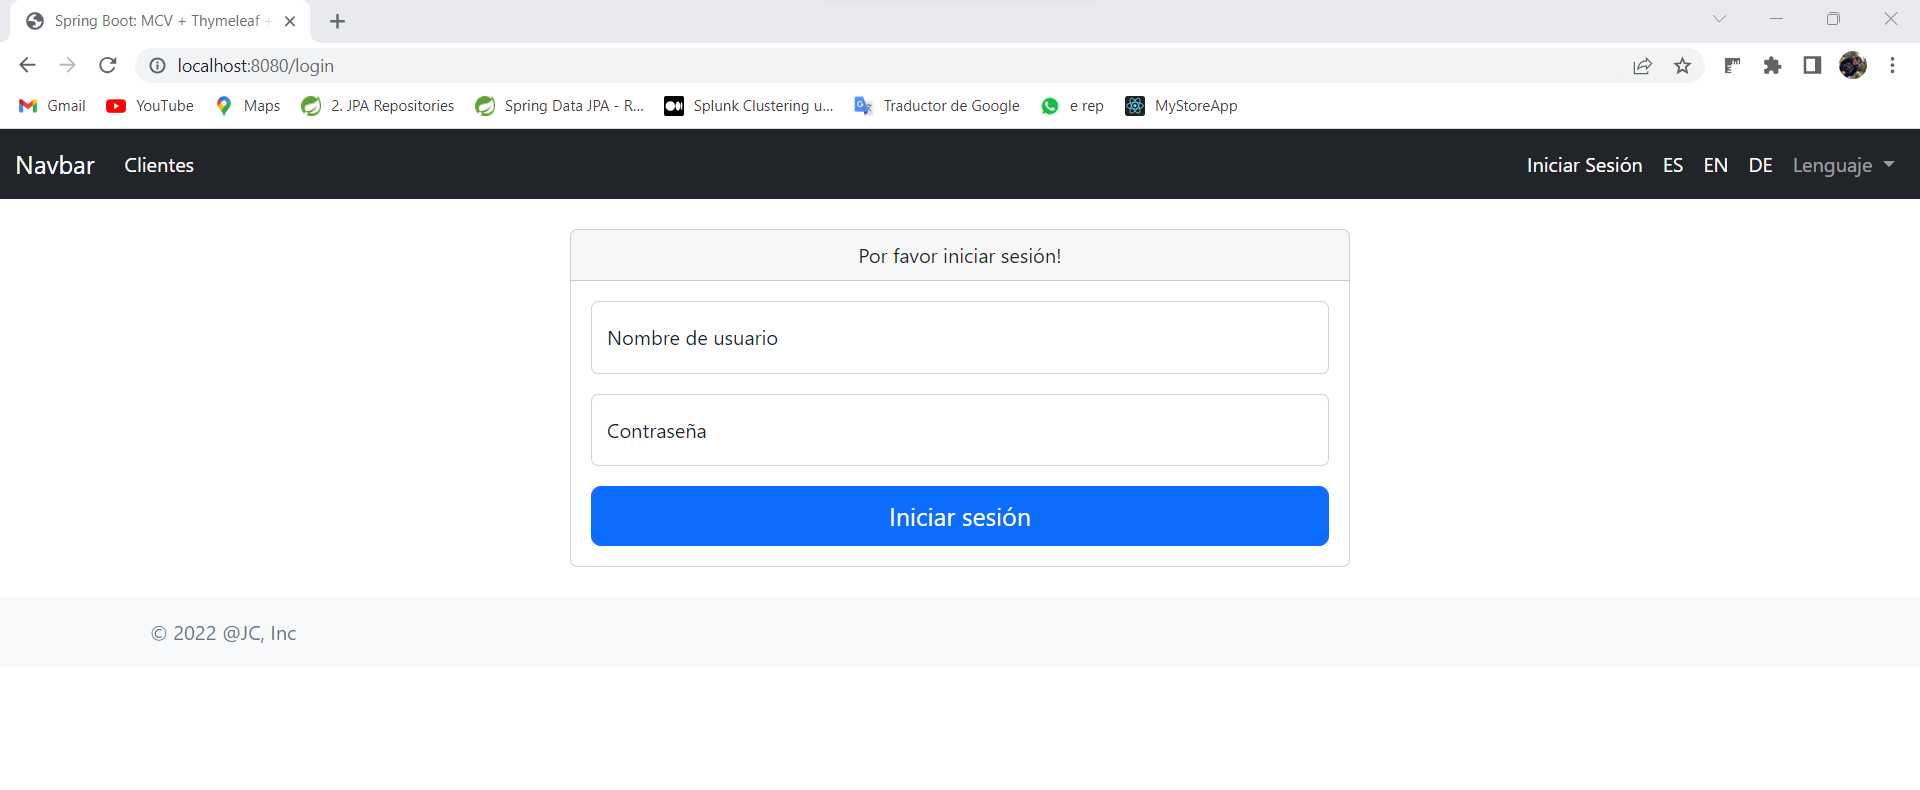 Spring Boot: MCV + Thymeleaf +
localhost:8080/login
Gmail YouTube Maps 2. JPA Repositories Spring Data JPA - R... Splunk Clustering u... Traductor de Google e rep MyStoreApp
Navbar Clientes Iniciar Sesión ES EN DE Lenguaje
Por favor iniciar sesión!
Nombre de usuario
Contraseña
Iniciar sesión
© 2022 @JC, Inc